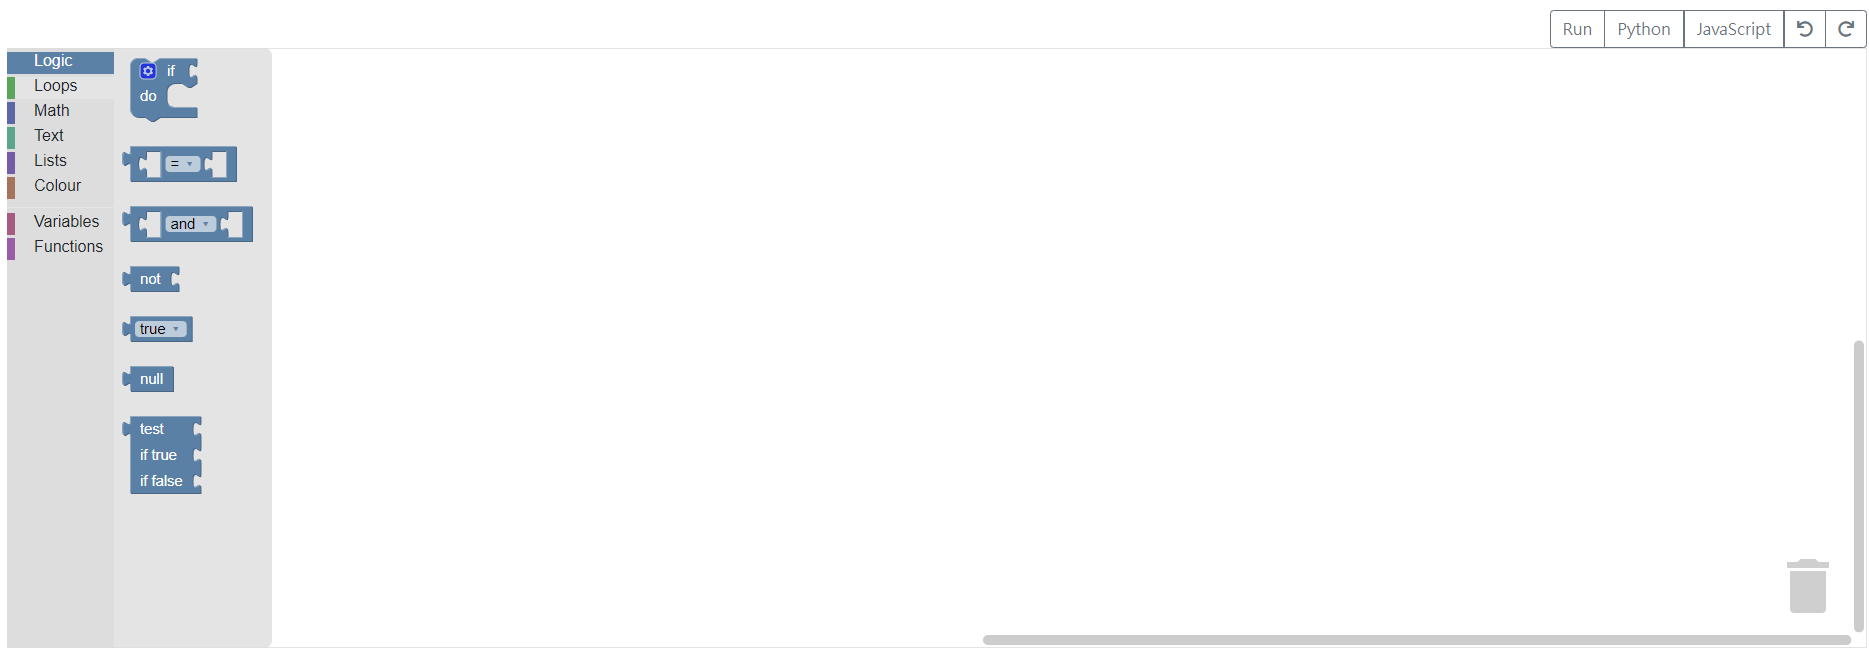 Run Python JavaScript
Logic
Loops
Math
Text
Lists
Colour
Variables
Functions
if
do
=
and
not
true
null
test
if true
if false